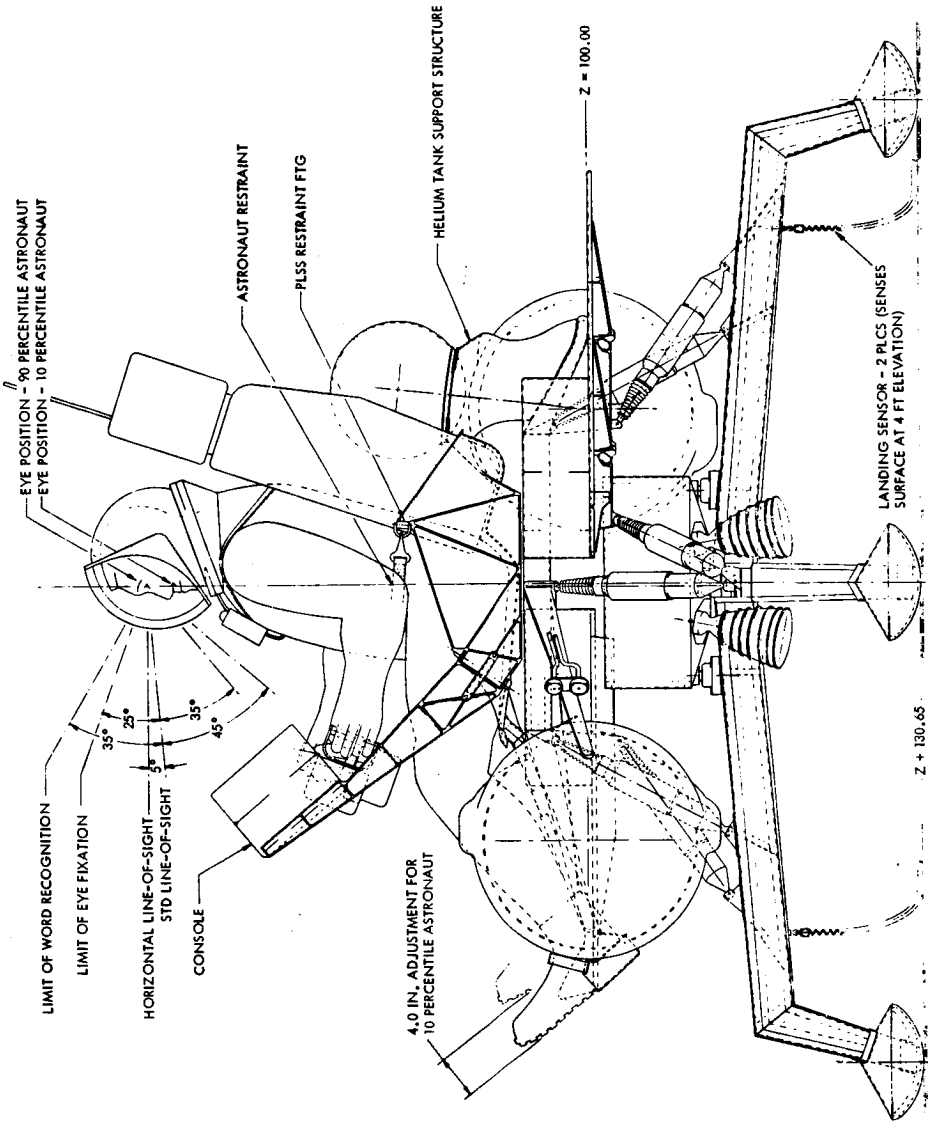 EYE POSITION - 90 PERCENTILE ASTRONAUT
EYE POSITION - 10 PERCENTILE ASTRONAUT
LIMIT OF WORD RECOGNITION
LIMIT OF EYE FIXATION
HORIZONTAL LINE-OF-SIGHT
STD LINE-OF-SIGHT
CONSOLE
35°
25°
5°
35°
45°
ASTRONAUT RESTRAINT
PLSS RESTRAINT FTG
HELIUM TANK SUPPORT STRUCTURE
Z = 100.00
4.0 IN. ADJUSTMENT FOR
10 PERCENTILE ASTRONAUT
LANDING SENSOR - 2 PLCS (SENSES
SURFACE AT 4 FT ELEVATION)
Z + 130.65